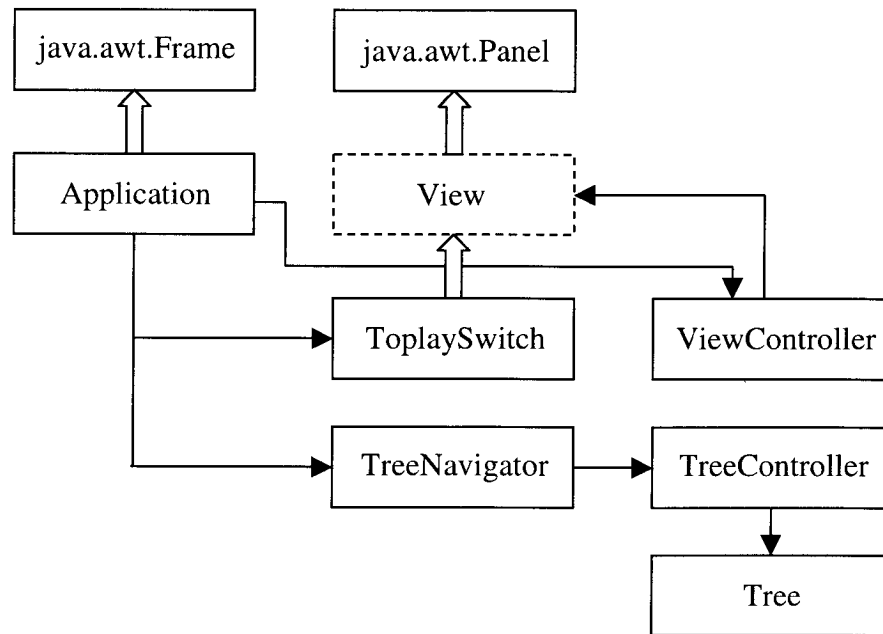 java.awt.Frame
java.awt.Panel
Application
View
ToplaySwitch
ViewController
TreeNavigator
TreeController
Tree